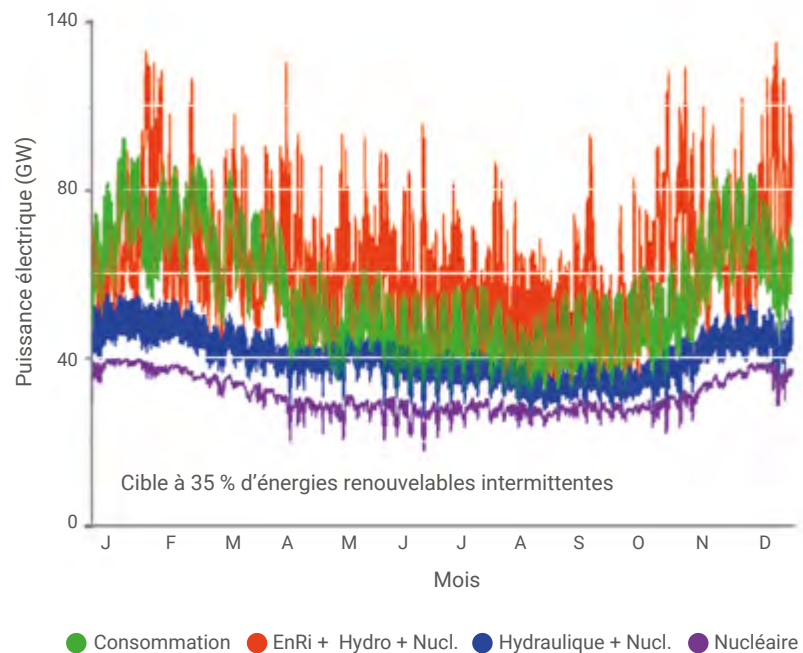 140
80
40
0
Puissance électrique (GW)
Cible à 35 % d’énergies renouvelables intermittentes
J F M A M J J A S O N D
Mois
Consommation EnRi + Hydro + Nucl. Hydraulique + Nucl. Nucléaire